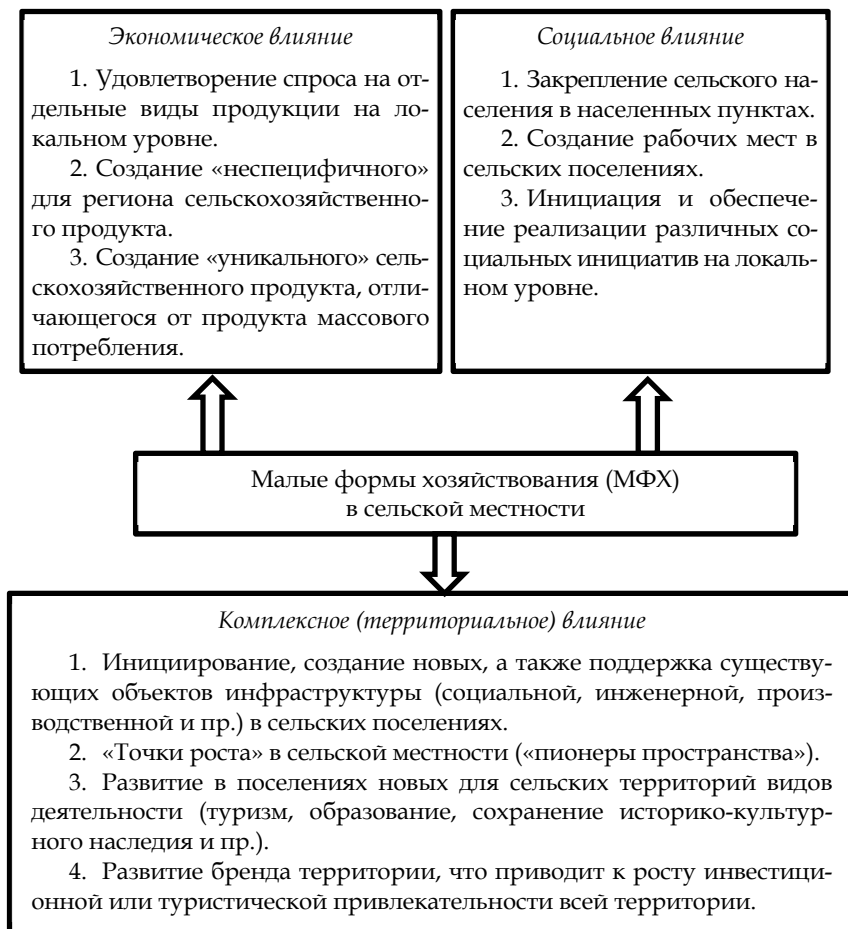 Экономическое влияние
1. Удовлетворение спроса на от-
дельные виды продукции на ло-
кальном уровне.
2. Создание «неспецифичного»
для региона сельскохозяйственно-
го продукта.
3. Создание «уникального» сель-
скохозяйственного продукта, отли-
чающегося от продукта массового
потребления.
Социальное влияние
1. Закрепление сельского на-
селения в населенных пунктах.
2. Создание рабочих мест в
сельских поселениях.
3. Инициация и обеспече-
ние реализации различных со-
циальных инициатив на локаль-
ном уровне.
Малые формы хозяйствования (МФХ)
в сельской местности
Комплексное (территориальное) влияние
1. Инициирование, создание новых, а также поддержка существу-
ющих объектов инфраструктуры (социальной, инженерной, произ-
водственной и пр.) в сельских поселениях.
2. «Точки роста» в сельской местности («пионеры пространства»).
3. Развитие в поселениях новых для сельских территорий видов
деятельности (туризм, образование, сохранение историко-культур-
ного наследия и пр.).
4. Развитие бренда территории, что приводит к росту инвестици-
онной или туристической привлекательности всей территории.